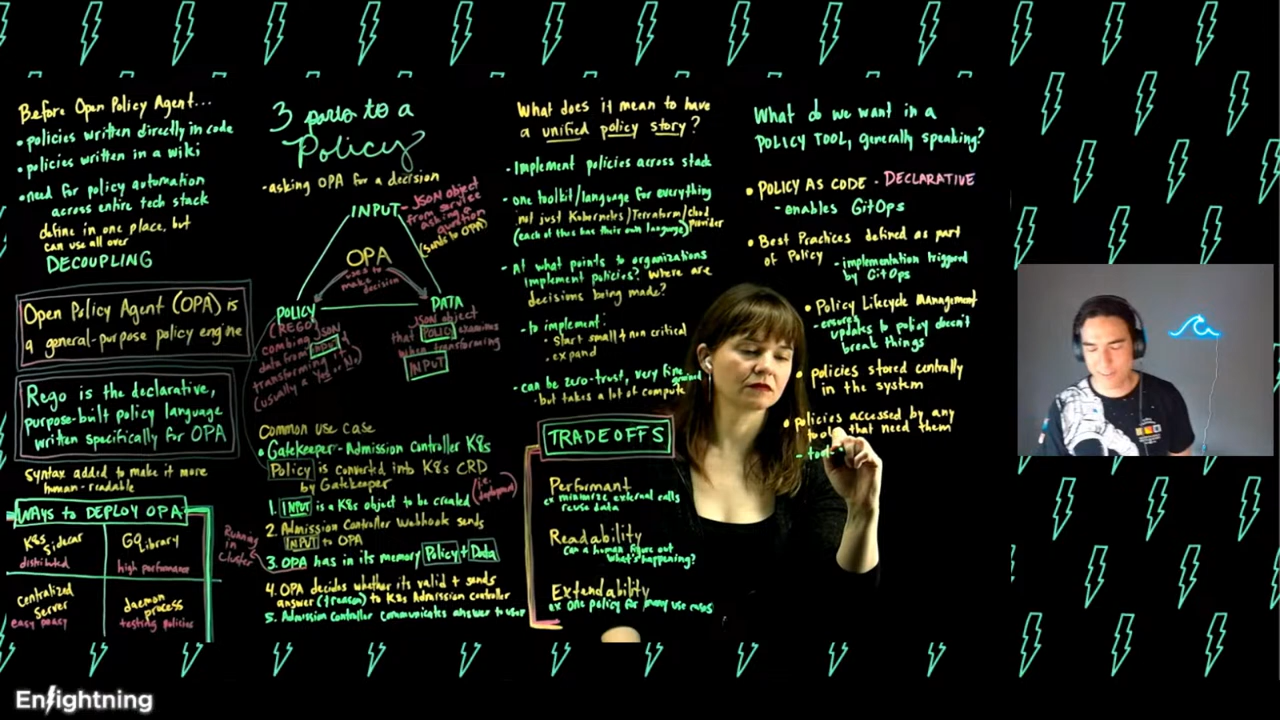 Before Open Policy Agent...
• policies written directly in code
• policies written in a wiki
• need for policy automation
across entire tech stack
define in one place, but
can use all over
DECOUPLING
Open Policy Agent (OPA) is
a general-purpose policy engine
Rego is the declarative,
purpose-built policy language
written specifically for OPA
syntax added to make it more
human-readable
WAYS TO DEPLOY OPA
K8s sidecar
distributed
GO library
high performance
centralized
server
easy peasy
daemon
process
testing policies
3 parts to a
Policy
- asking OPA for a decision
INPUT - JSON object
from service
asking a
question
(sends to OPA)
OPA
uses to
make
decision
POLICY
(REGO) JSON
combing
data from INPUT &
transforming
(usually a Yes or No)
DATA
JSON object
that POLICY examines
when transforming
INPUT
COMMON USE CASE
• Gatekeeper - Admission Controller K8s
Policy is converted into K8s CRD
by Gatekeeper
1. INPUT is a K8s object to be created (i.e. deployment)
2. Admission Controller Webhook sends
INPUT to OPA
Running
in
cluster
3. OPA has in its memory Policy + Data
4. OPA decides whether its valid + sends
answer (+reason) to K8s Admission Controller
5. Admission Controller communicates answer to user
What does it mean to have
a unified policy story?
- Implement policies across stack
- one toolkit/language for everything
not just Kubernetes/Terraform/cloud provider
(each of thus has their own language)
- At what points to organizations
implement policies? Where are
decisions being made?
- to implement:
• start small + non critical
• expand
- can be zero-trust, very fine grained
- but takes a lot of compute
TRADEOFFS
Performant
ex minimize external calls
reuse data
Readability
Can a human figure out
what's happening?
Extendability
ex One policy for many use cases
What do we want in a
POLICY TOOL, generally speaking?
• POLICY AS CODE - DECLARATIVE
- enables GitOps
• Best Practices defined as part
of Policy
- implementation triggered
by GitOps
• Policy Lifecycle Management
- ensures
updates to policy doesn't
break things
• policies stored centrally
in the system
• policies accessed by any
tools that need them
- tool
Enlightning